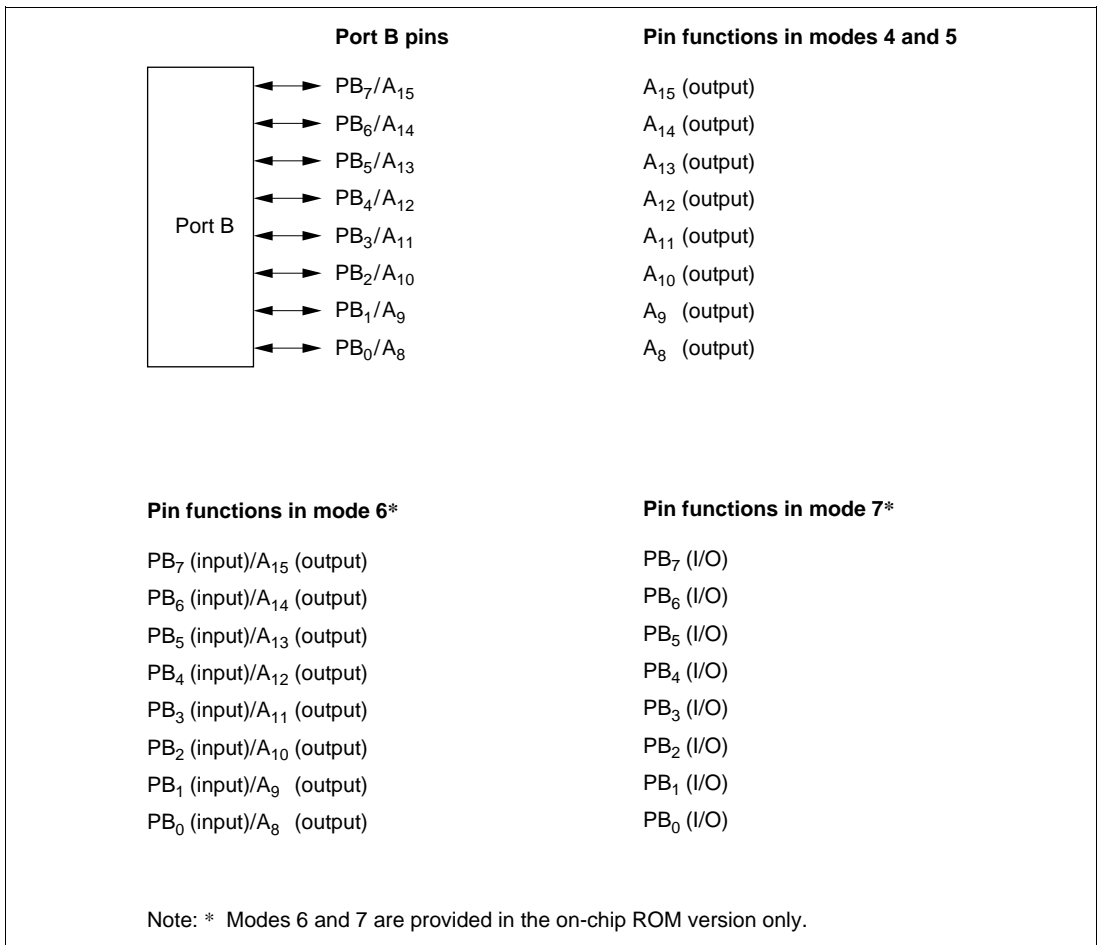 Port B pins Pin functions in modes 4 and 5
PB₇/A₁₅ A₁₅ (output)
PB₆/A₁₄ A₁₄ (output)
PB₅/A₁₃ A₁₃ (output)
PB₄/A₁₂ A₁₂ (output)
Port B
PB₃/A₁₁ A₁₁ (output)
PB₂/A₁₀ A₁₀ (output)
PB₁/A₉ A₉ (output)
PB₀/A₈ A₈ (output)
Pin functions in mode 6*
PB₇ (input)/A₁₅ (output)
PB₆ (input)/A₁₄ (output)
PB₅ (input)/A₁₃ (output)
PB₄ (input)/A₁₂ (output)
PB₃ (input)/A₁₁ (output)
PB₂ (input)/A₁₀ (output)
PB₁ (input)/A₉ (output)
PB₀ (input)/A₈ (output)
Pin functions in mode 7*
PB₇ (I/O)
PB₆ (I/O)
PB₅ (I/O)
PB₄ (I/O)
PB₃ (I/O)
PB₂ (I/O)
PB₁ (I/O)
PB₀ (I/O)
Note: * Modes 6 and 7 are provided in the on-chip ROM version only.